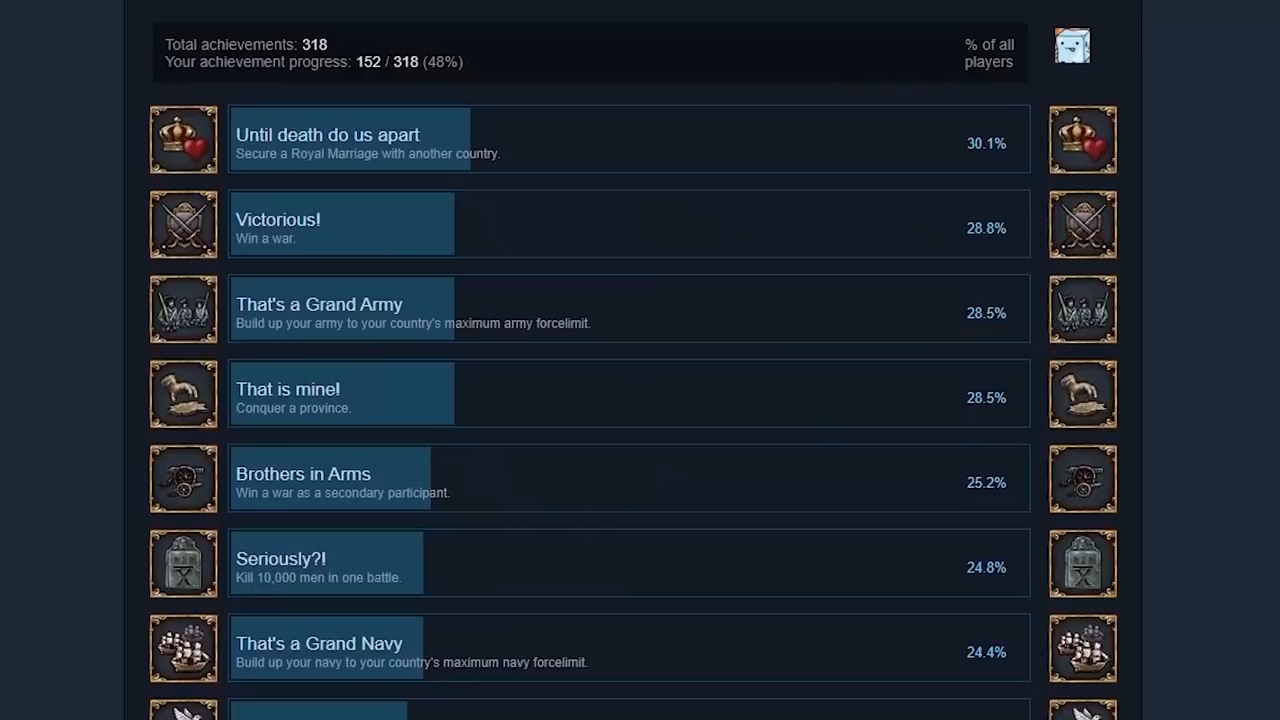 Total achievements: 318
Your achievement progress: 152 / 318 (48%)
% of all
players
Until death do us apart
Secure a Royal Marriage with another country.
30.1%
Victorious!
Win a war.
28.8%
That's a Grand Army
Build up your army to your country's maximum army forcelimit.
28.5%
That is mine!
Conquer a province.
28.5%
Brothers in Arms
Win a war as a secondary participant.
25.2%
Seriously?!
Kill 10,000 men in one battle.
24.8%
That's a Grand Navy
Build up your navy to your country's maximum navy forcelimit.
24.4%